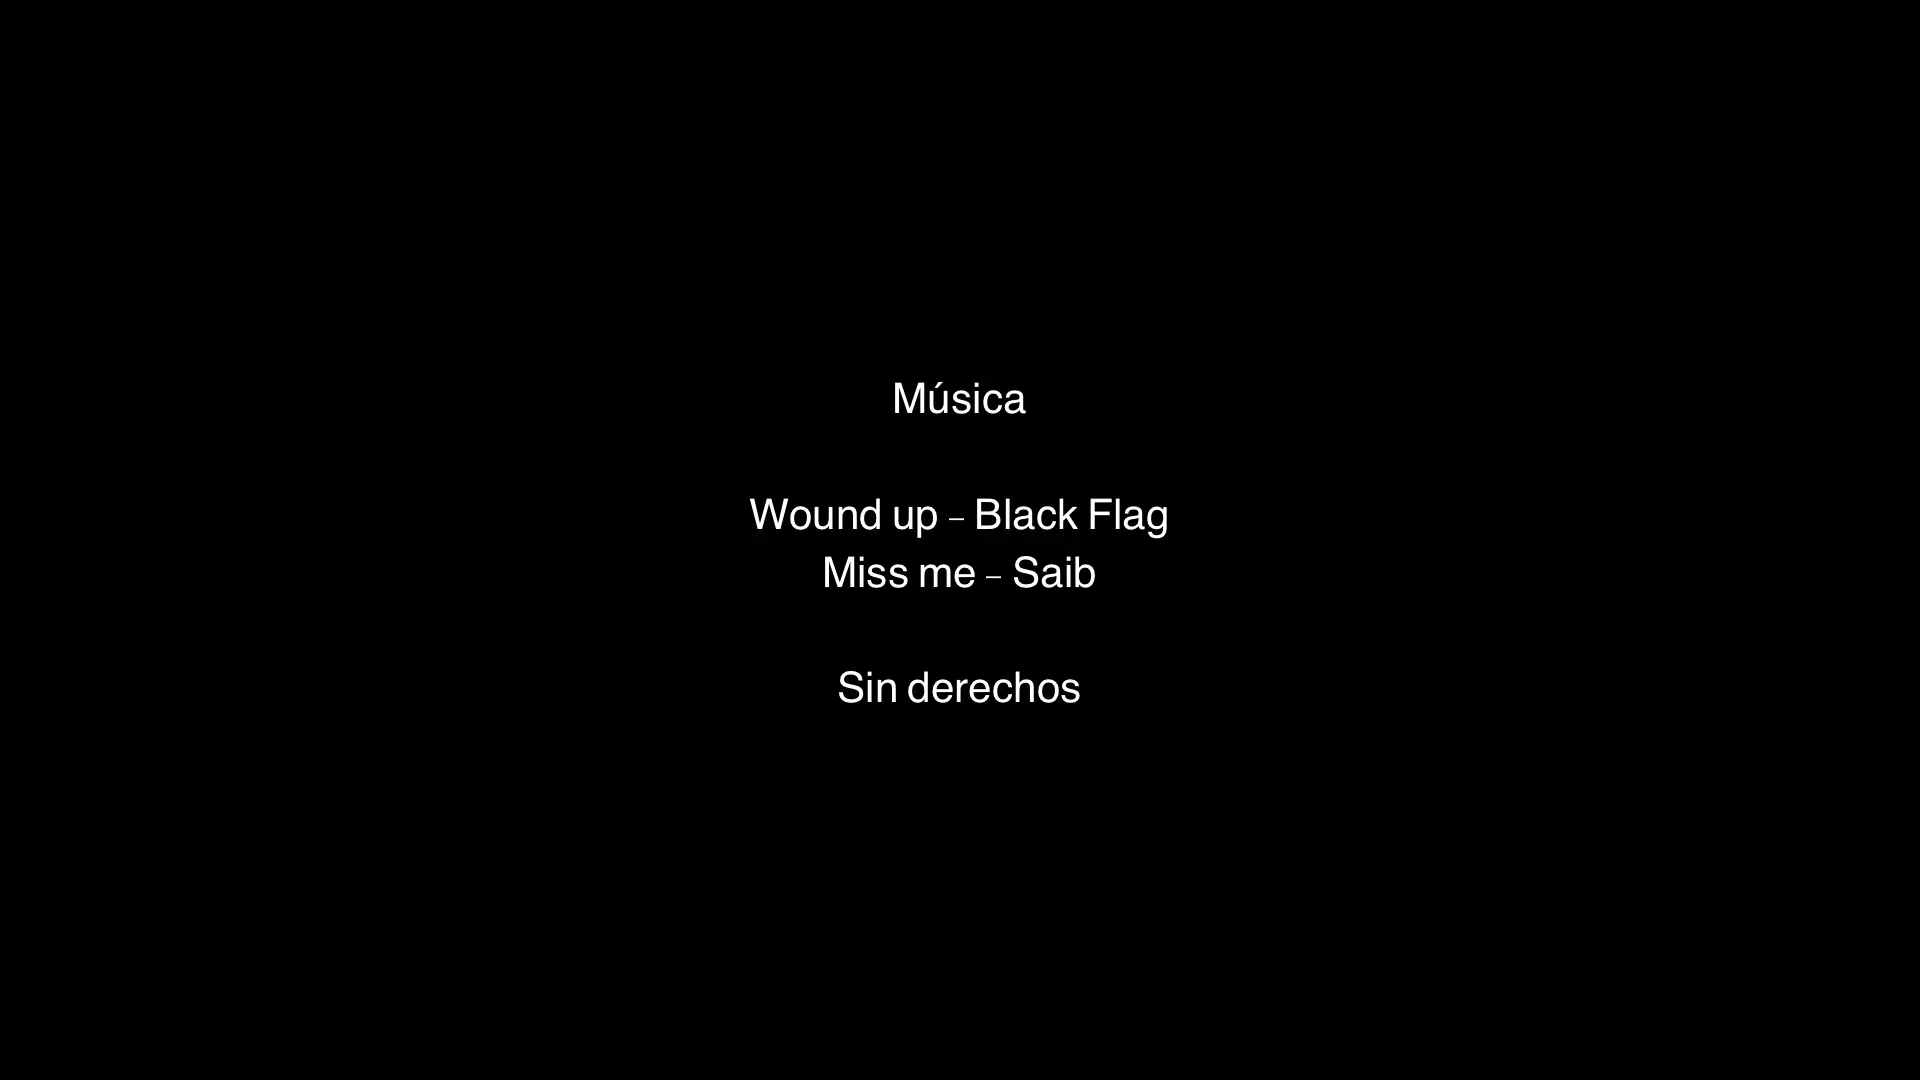 Música
Wound up – Black Flag
Miss me – Saib
Sin derechos